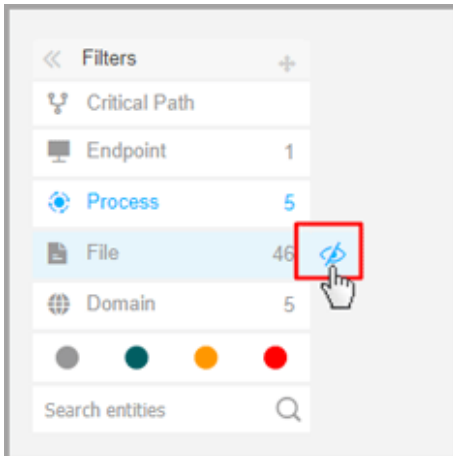 Filters
Critical Path
Endpoint 1
Process 5
File 46
Domain 5
Search entities